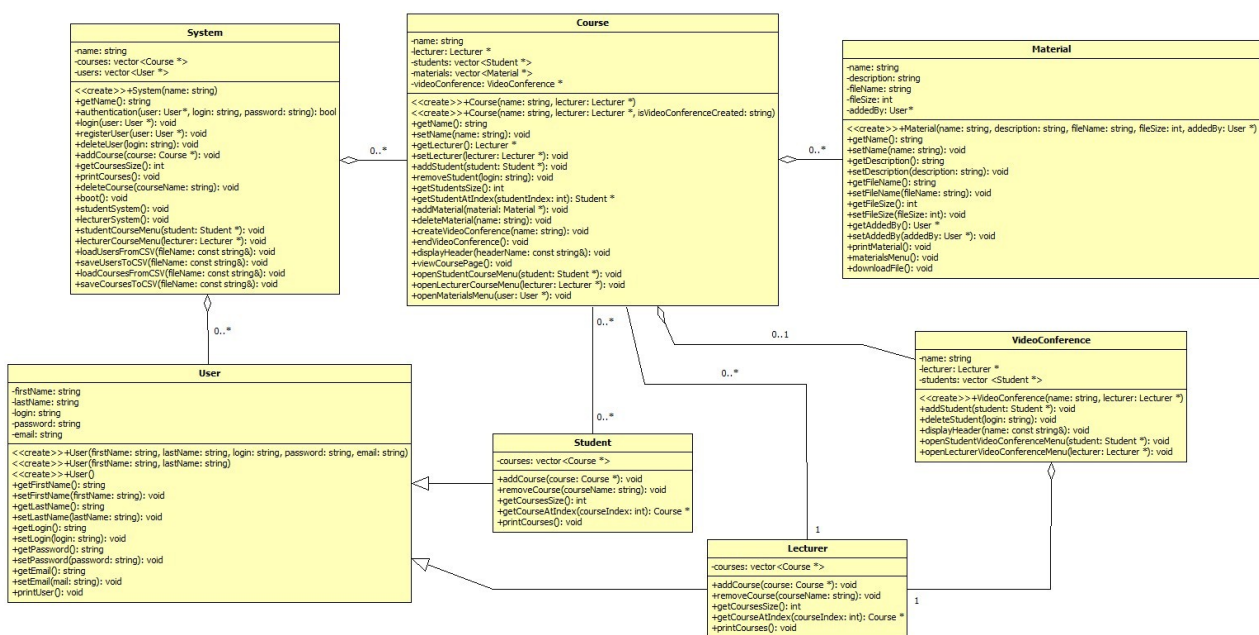 System
-name: string
-courses: vector<Course *>
-users: vector<User *>
<<create>>+System(name: string)
+getName(): string
+authentication(user: User*, login: string, password: string): bool
+login(user: User *): void
+registerUser(user: User *): void
+deleteUser(login: string): void
+addCourse(course: Course *): void
+getCoursesSize(): int
+printCourses(): void
+deleteCourse(courseName: string): void
+boot(): void
+studentSystem(): void
+lecturerSystem(): void
+studentCourseMenu(student: Student *): void
+lecturerCourseMenu(lecturer: Lecturer *): void
+loadUsersFromCSV(fileName: const string&): void
+saveUsersToCSV(fileName: const string&): void
+loadCoursesFromCSV(fileName: const string&): void
+saveCoursesToCSV(fileName: const string&): void
0..*
Course
-name: string
-lecturer: Lecturer *
-students: vector<Student *>
-materials: vector<Material *>
-videoConference: VideoConference *
<<create>>+Course(name: string, lecturer: Lecturer *)
<<create>>+Course(name: string, lecturer: Lecturer *, isVideoConferenceCreated: string)
+getName(): string
+setName(name: string): void
+getLecturer(): Lecturer *
+setLecturer(lecturer: Lecturer *): void
+addStudent(student: Student *): void
+removeStudent(login: string): void
+getStudentsSize(): int
+getStudentAtIndex(studentIndex: int): Student *
+addMaterial(material: Material *): void
+deleteMaterial(name: string): void
+createVideoConference(name: string): void
+endVideoConference(): void
+displayHeader(headerName: const string&): void
+viewCoursePage(): void
+openStudentCourseMenu(student: Student *): void
+openLecturerCourseMenu(lecturer: Lecturer *): void
+openMaterialsMenu(user: User *): void
0..*
Material
-name: string
-description: string
-fileName: string
-fileSize: int
-addedBy: User*
<<create>>+Material(name: string, description: string, fileName: string, fileSize: int, addedBy: User *)
+getName(): string
+setName(name: string): void
+getDescription(): string
+setDescription(description: string): void
+getFileName(): string
+setFileName(fileName: string): void
+getFileSize(): int
+setFileSize(fileSize: int): void
+getAddedBy(): User *
+setAddedBy(addedBy: User *): void
+printMaterial(): void
+materialsMenu(): void
+downloadFile(): void
0..*
0..*
0..1
0..*
0..*
User
-firstName: string
-lastName: string
-login: string
-password: string
-email: string
<<create>>+User(firstName: string, lastName: string, login: string, password: string, email: string)
<<create>>+User(firstName: string, lastName: string)
<<create>>+User()
+getFirstName(): string
+setFirstName(firstName: string): void
+getLastName(): string
+setLastName(lastName: string): void
+getLogin(): string
+setLogin(login: string): void
+getPassword(): string
+setPassword(password: string): void
+getEmail(): string
+setEmail(mail: string): void
+printUser(): void
Student
-courses: vector<Course *>
+addCourse(course: Course *): void
+removeCourse(courseName: string): void
+getCoursesSize(): int
+getCourseAtIndex(courseIndex: int): Course *
+printCourses(): void
VideoConference
-name: string
-lecturer: Lecturer *
-students: vector <Student *>
<<create>>+VideoConference(name: string, lecturer: Lecturer *)
+addStudent(student: Student *): void
+deleteStudent(login: string): void
+displayHeader(name: const string&): void
+openStudentVideoConferenceMenu(student: Student *): void
+openLecturerVideoConferenceMenu(lecturer: Lecturer *): void
1
Lecturer
-courses: vector<Course *>
+addCourse(course: Course *): void
+removeCourse(courseName: string): void
+getCoursesSize(): int
+getCourseAtIndex(courseIndex: int): Course *
+printCourses(): void
1